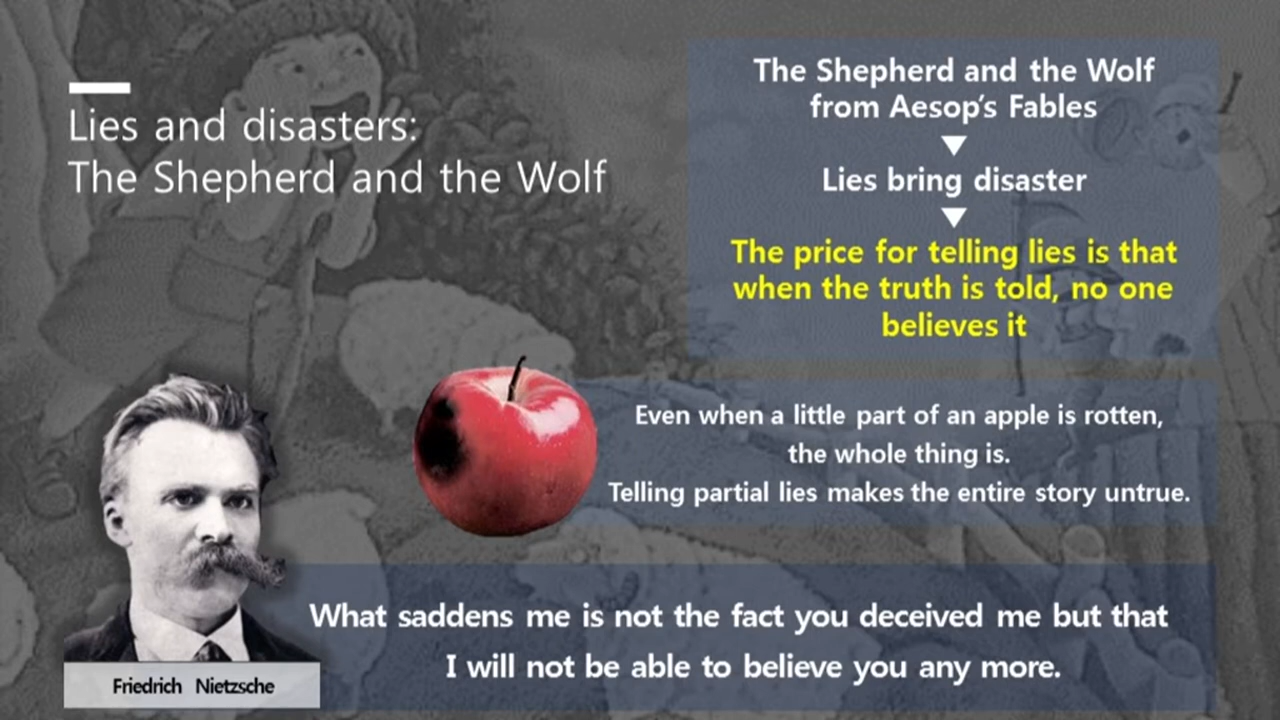 Lies and disasters:
The Shepherd and the Wolf
The Shepherd and the Wolf
from Aesop's Fables
Lies bring disaster
The price for telling lies is that
when the truth is told, no one
believes it
Even when a little part of an apple is rotten,
the whole thing is.
Telling partial lies makes the entire story untrue.
What saddens me is not the fact you deceived me but that
I will not be able to believe you any more.
Friedrich Nietzsche